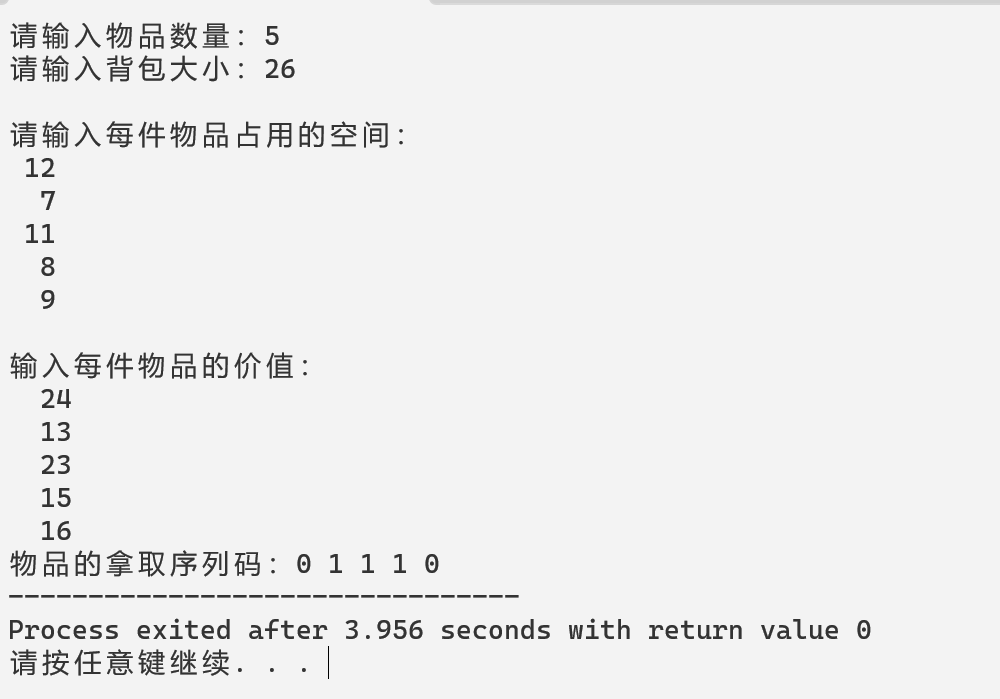 请输入物品数量：5
请输入背包大小：26
请输入每件物品占用的空间：
12
7
11
8
9
输入每件物品的价值：
24
13
23
15
16
物品的拿取序列码：0 1 1 1 0
--------------------------------
Process exited after 3.956 seconds with return value 0
请按任意键继续. . .